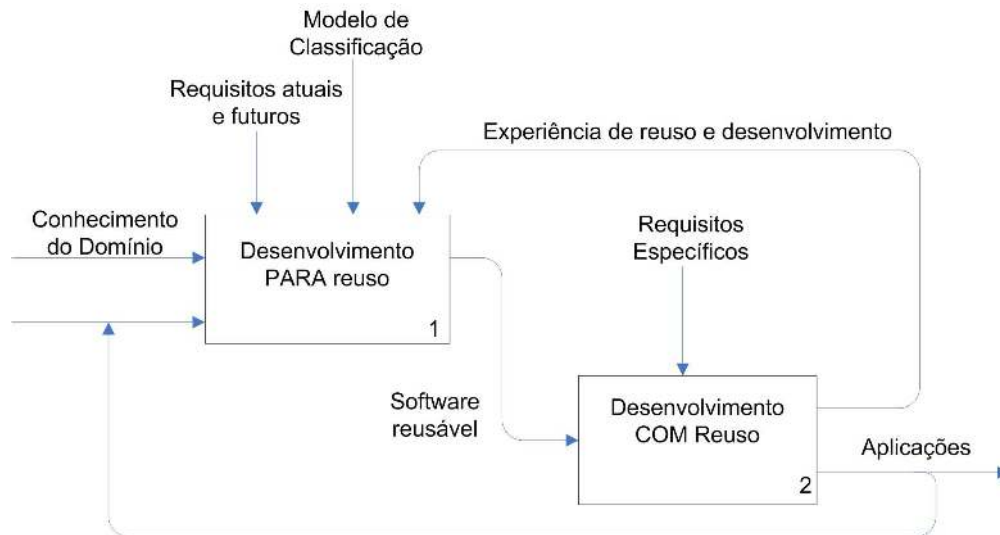 Modelo de
Classificação
Requisitos atuais
e futuros
Experiência de reuso e desenvolvimento
Conhecimento
do Domínio
Desenvolvimento
PARA reuso
1
Requisitos
Específicos
Software
reusável
Desenvolvimento
COM Reuso
2
Aplicações